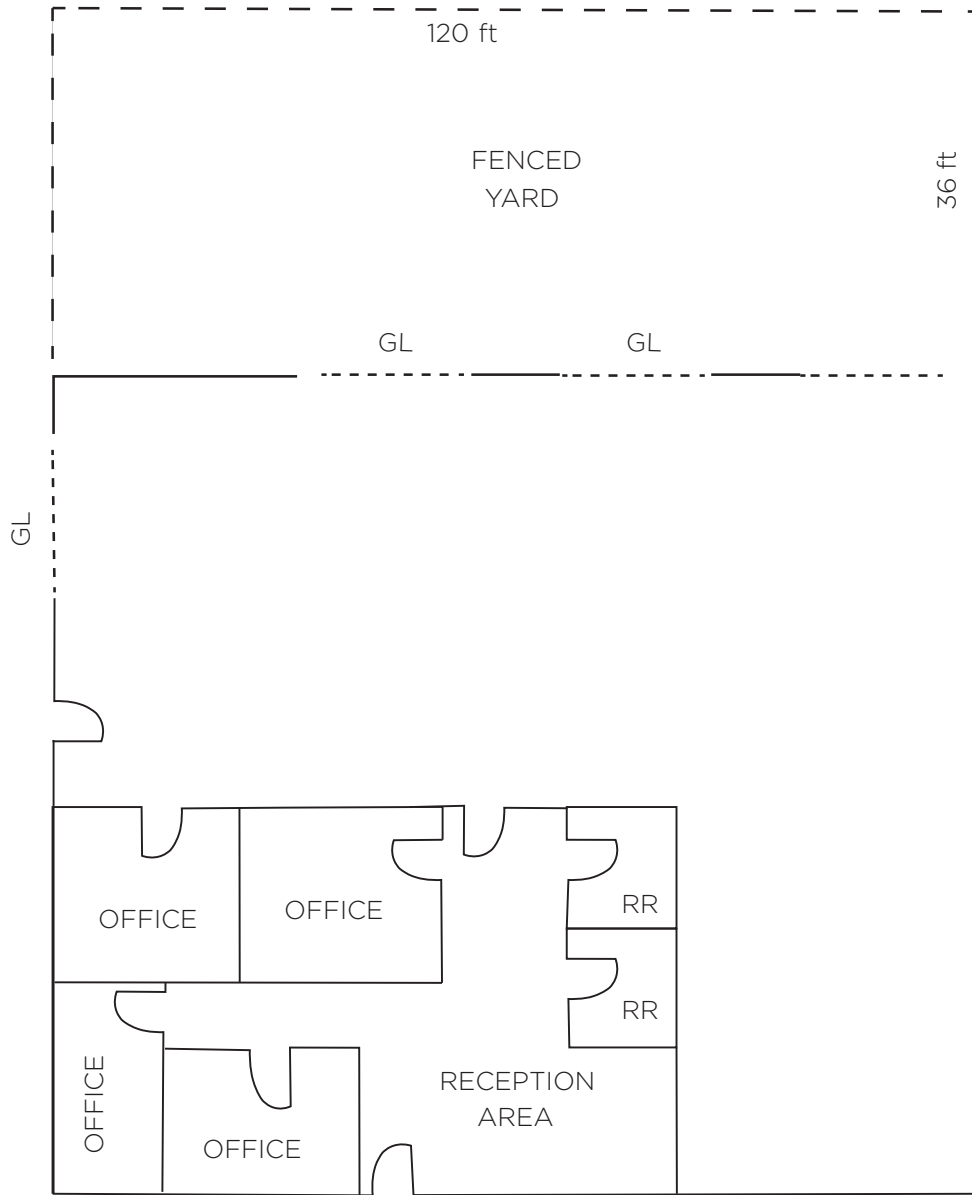 120 ft
FENCED
YARD
36 ft
GL
GL
GL
OFFICE
OFFICE
RR
RR
OFFICE
OFFICE
RECEPTION
AREA